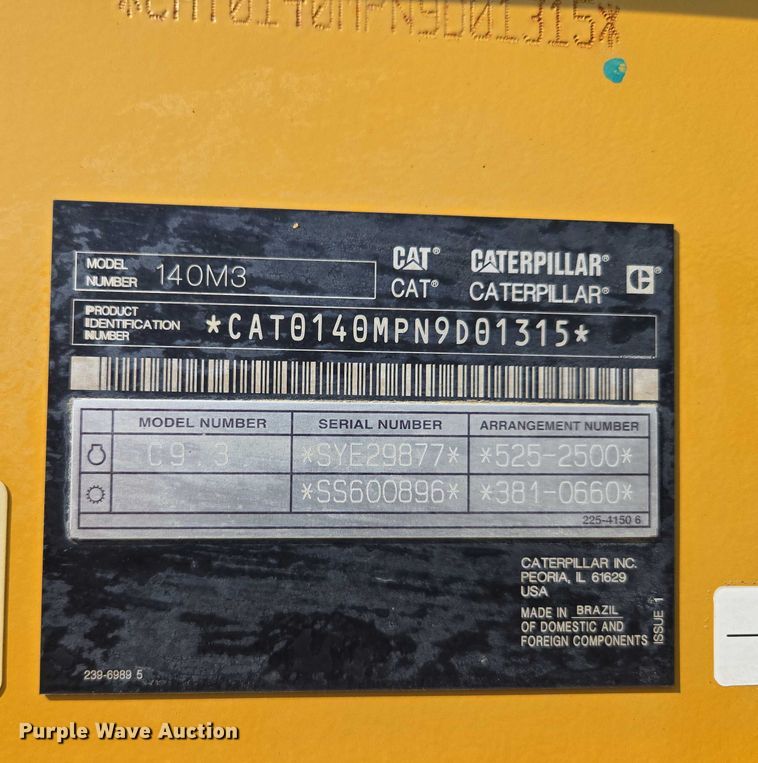 *CAT0140MPN9D01315*
MODEL NUMBER 140M3
CAT® CATERPILLAR®
CAT® CATERPILLAR®
PRODUCT IDENTIFICATION NUMBER *CAT0140MPN9D01315*
MODEL NUMBER SERIAL NUMBER ARRANGEMENT NUMBER
C9.3 *SYE29877* *525-2500*
*SS600896* *381-0660*
225-4150 6
CATERPILLAR INC.
PEORIA, IL 61629
USA
MADE IN BRAZIL
OF DOMESTIC AND
FOREIGN COMPONENTS
ISSUE 1
239-6989 5
Purple Wave Auction